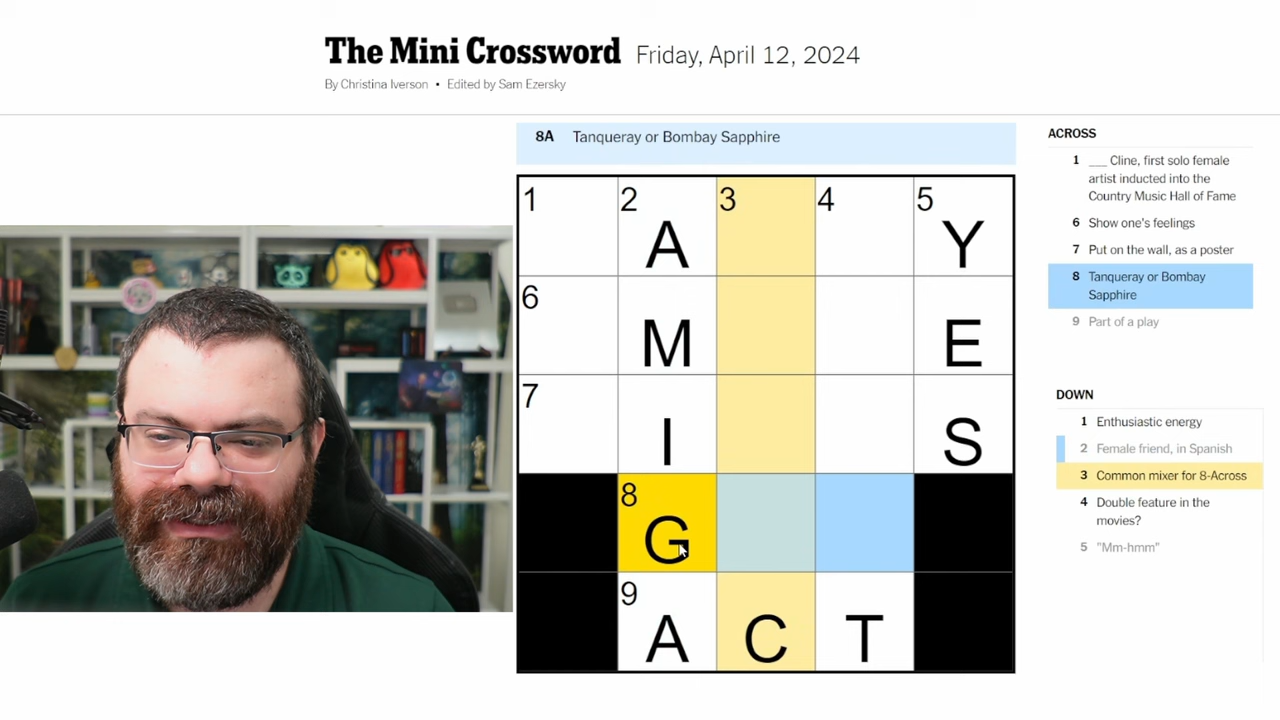 The Mini Crossword Friday, April 12, 2024
By Christina Iverson • Edited by Sam Ezersky
8A Tanqueray or Bombay Sapphire
1 2 A 3 4 5 Y
6 M E
7 I S
8 G
9 A C T
ACROSS
1 ___ Cline, first solo female
artist inducted into the
Country Music Hall of Fame
6 Show one's feelings
7 Put on the wall, as a poster
8 Tanqueray or Bombay
Sapphire
9 Part of a play
DOWN
1 Enthusiastic energy
2 Female friend, in Spanish
3 Common mixer for 8-Across
4 Double feature in the
movies?
5 "Mm-hmm"